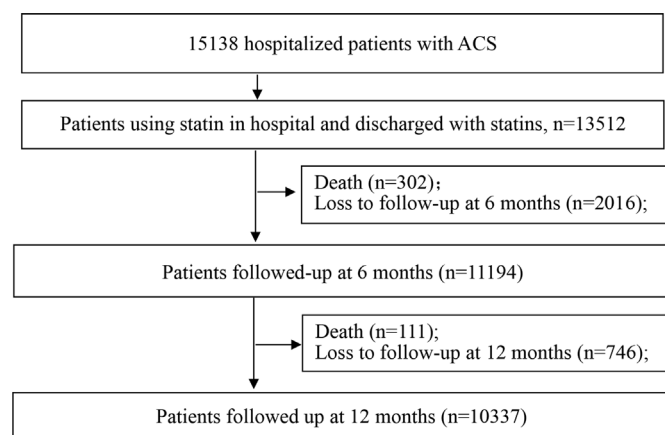 15138 hospitalized patients with ACS
Patients using statin in hospital and discharged with statins, n=13512
Death (n=302)；
Loss to follow-up at 6 months (n=2016);
Patients followed-up at 6 months (n=11194)
Death (n=111);
Loss to follow-up at 12 months (n=746);
Patients followed up at 12 months (n=10337)